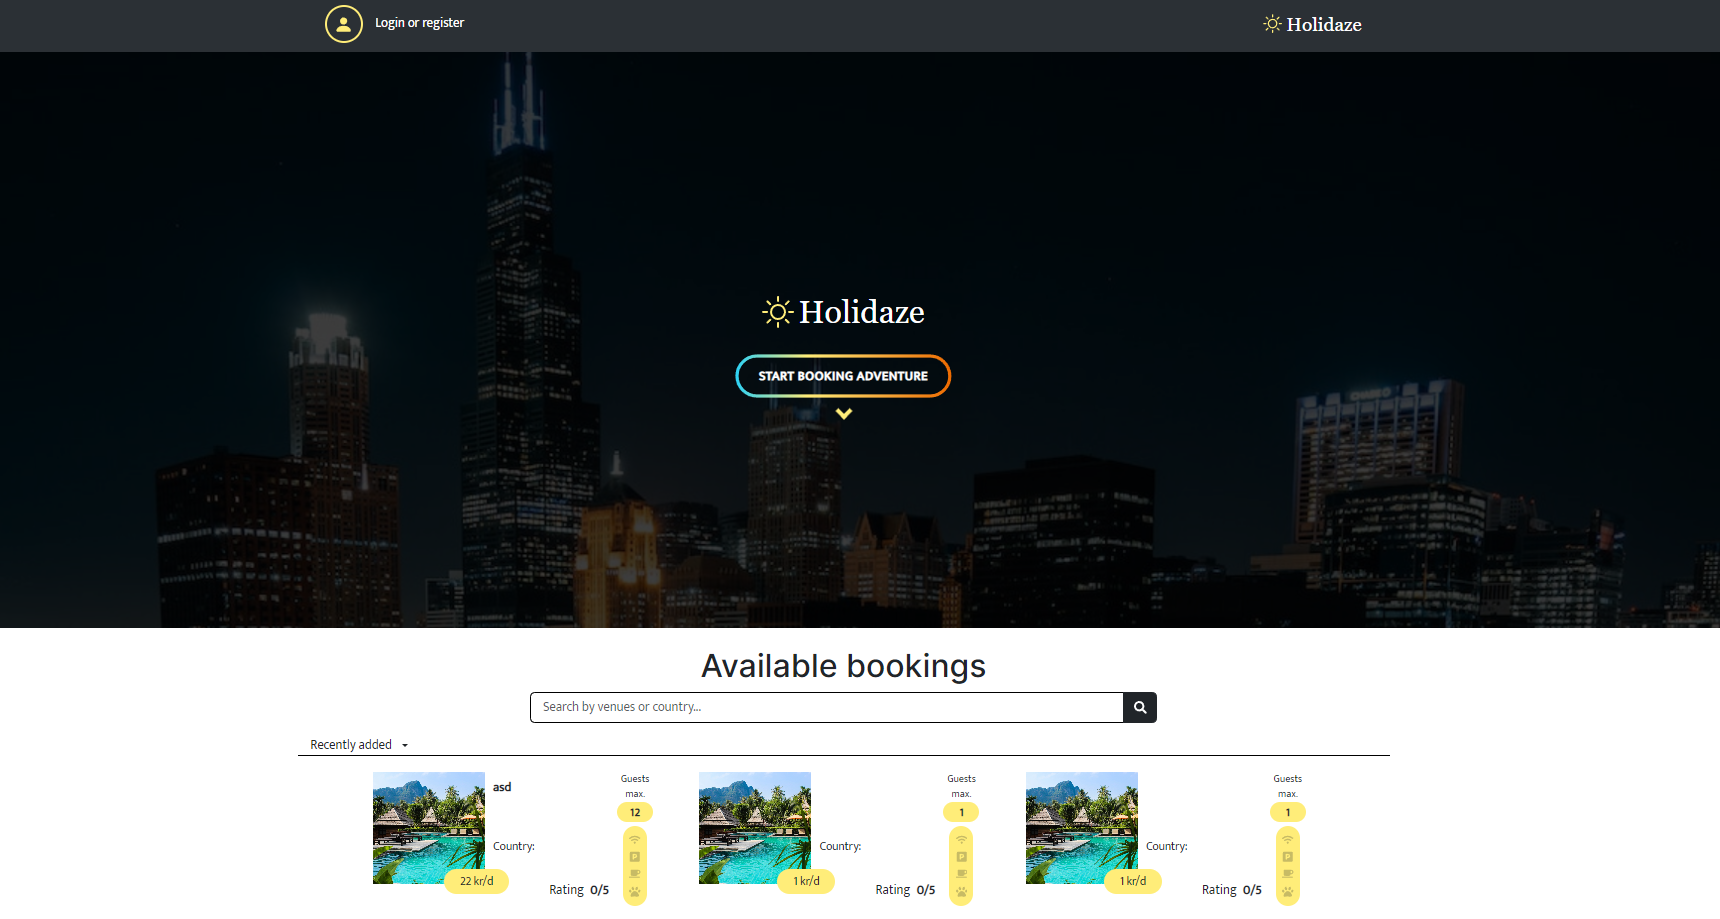 Login or register
Holidaze
Holidaze
START BOOKING ADVENTURE
Available bookings
Search by venues or country...
Recently added
asd
Guests
max.
12
Country:
22 kr/d
Rating 0/5
Guests
max.
1
Country:
1 kr/d
Rating 0/5
Guests
max.
1
Country:
1 kr/d
Rating 0/5